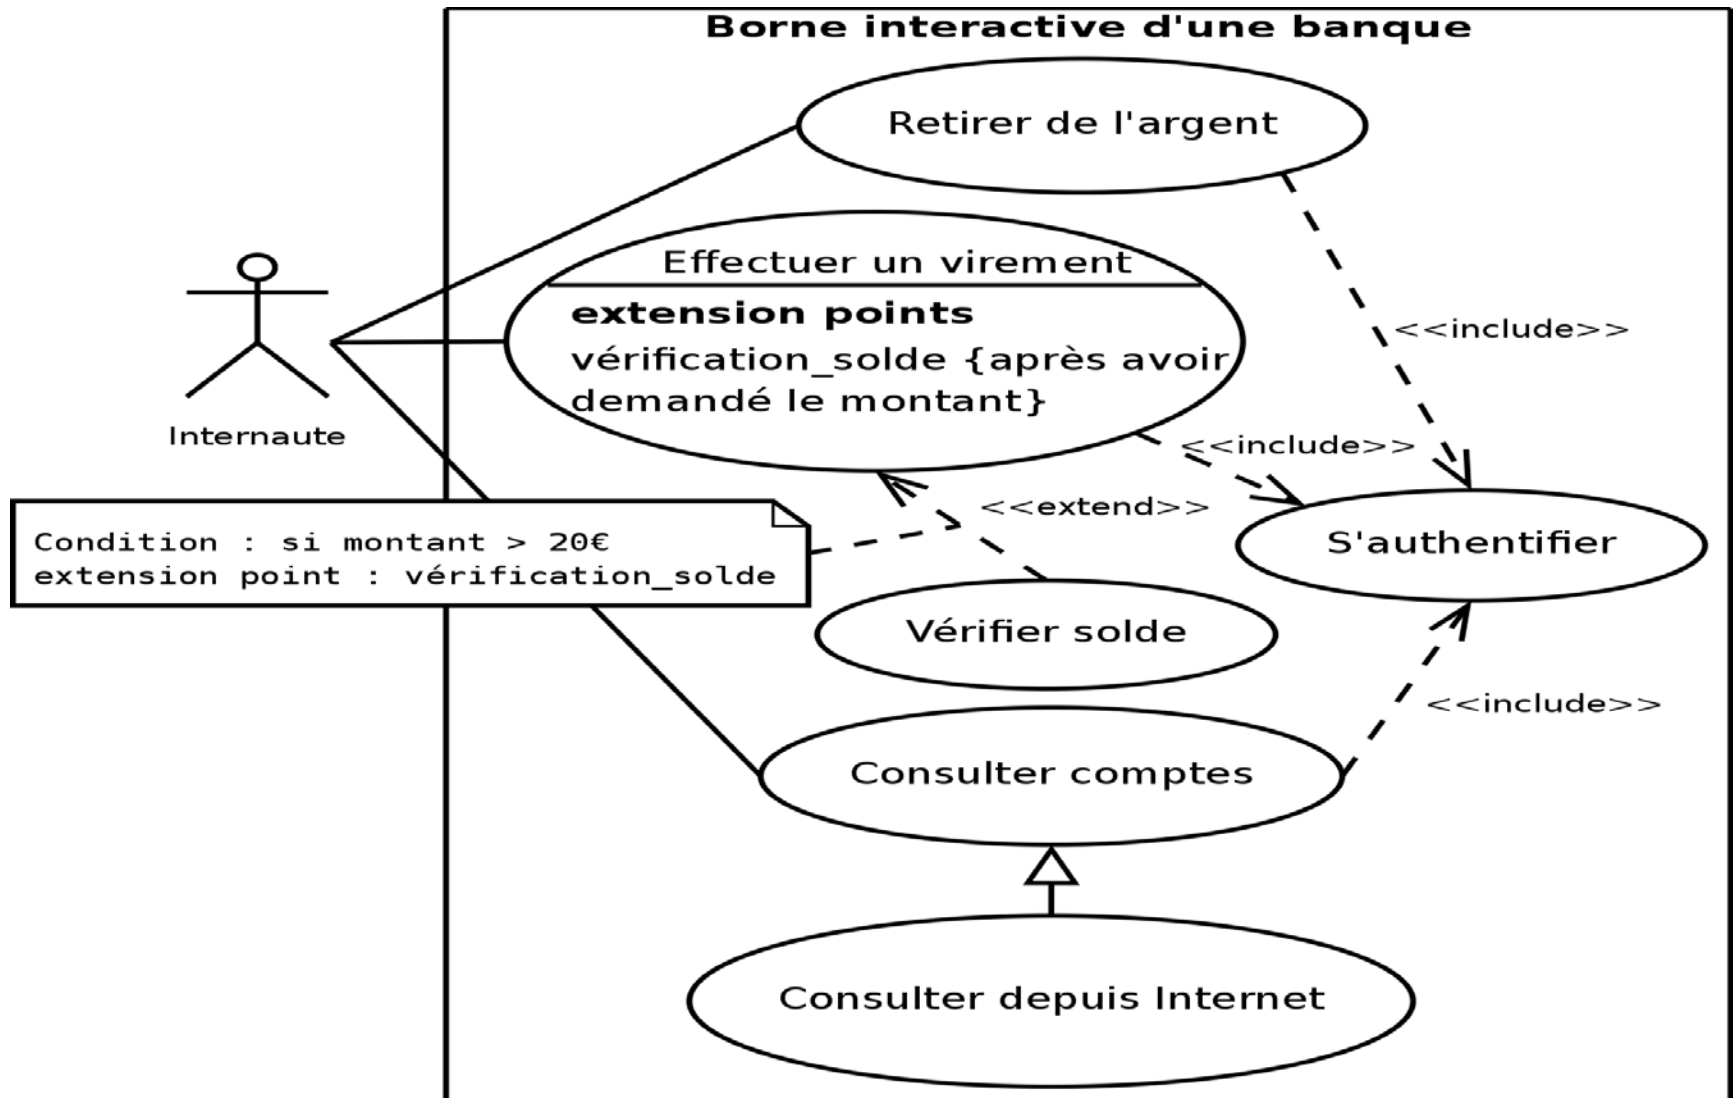 Borne interactive d'une banque
Retirer de l'argent
Effectuer un virement
extension points
vérification_solde {après avoir
demandé le montant}
<<include>>
Internaute
<<include>>
<<extend>>
Condition : si montant > 20€
extension point : vérification_solde
S'authentifier
Vérifier solde
<<include>>
Consulter comptes
Consulter depuis Internet